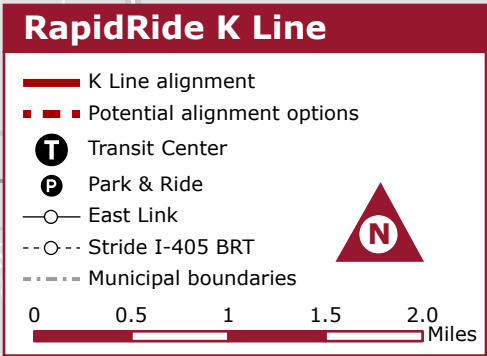 RapidRide K Line
K Line alignment
Potential alignment options
T Transit Center
P Park & Ride
East Link
Stride I-405 BRT
N
Municipal boundaries
0 0.5 1 1.5 2.0
Miles